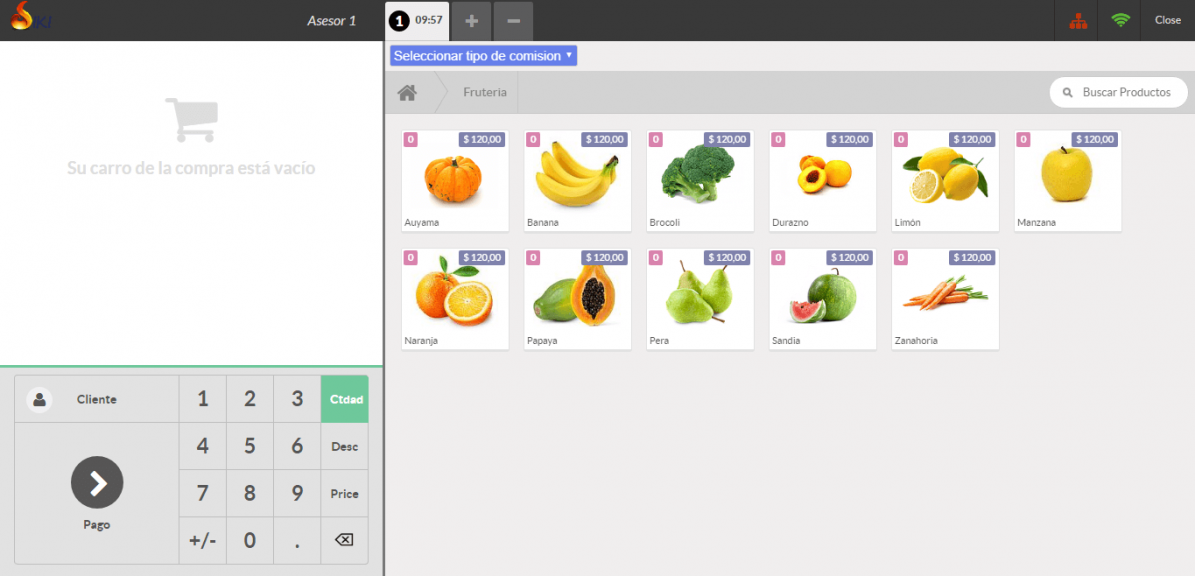 Asesor 1
1 09:57
+
−
Close
Seleccionar tipo de comision
Fruteria
Buscar Productos
Su carro de la compra está vacío
0 $ 120,00
Auyama
0 $ 120,00
Banana
0 $ 120,00
Brocoli
0 $ 120,00
Durazno
0 $ 120,00
Limón
0 $ 120,00
Manzana
0 $ 120,00
Naranja
0 $ 120,00
Papaya
0 $ 120,00
Pera
0 $ 120,00
Sandia
0 $ 120,00
Zanahoria
Cliente
Pago
1 2 3 Ctdad
4 5 6 Desc
7 8 9 Price
+/- 0 .